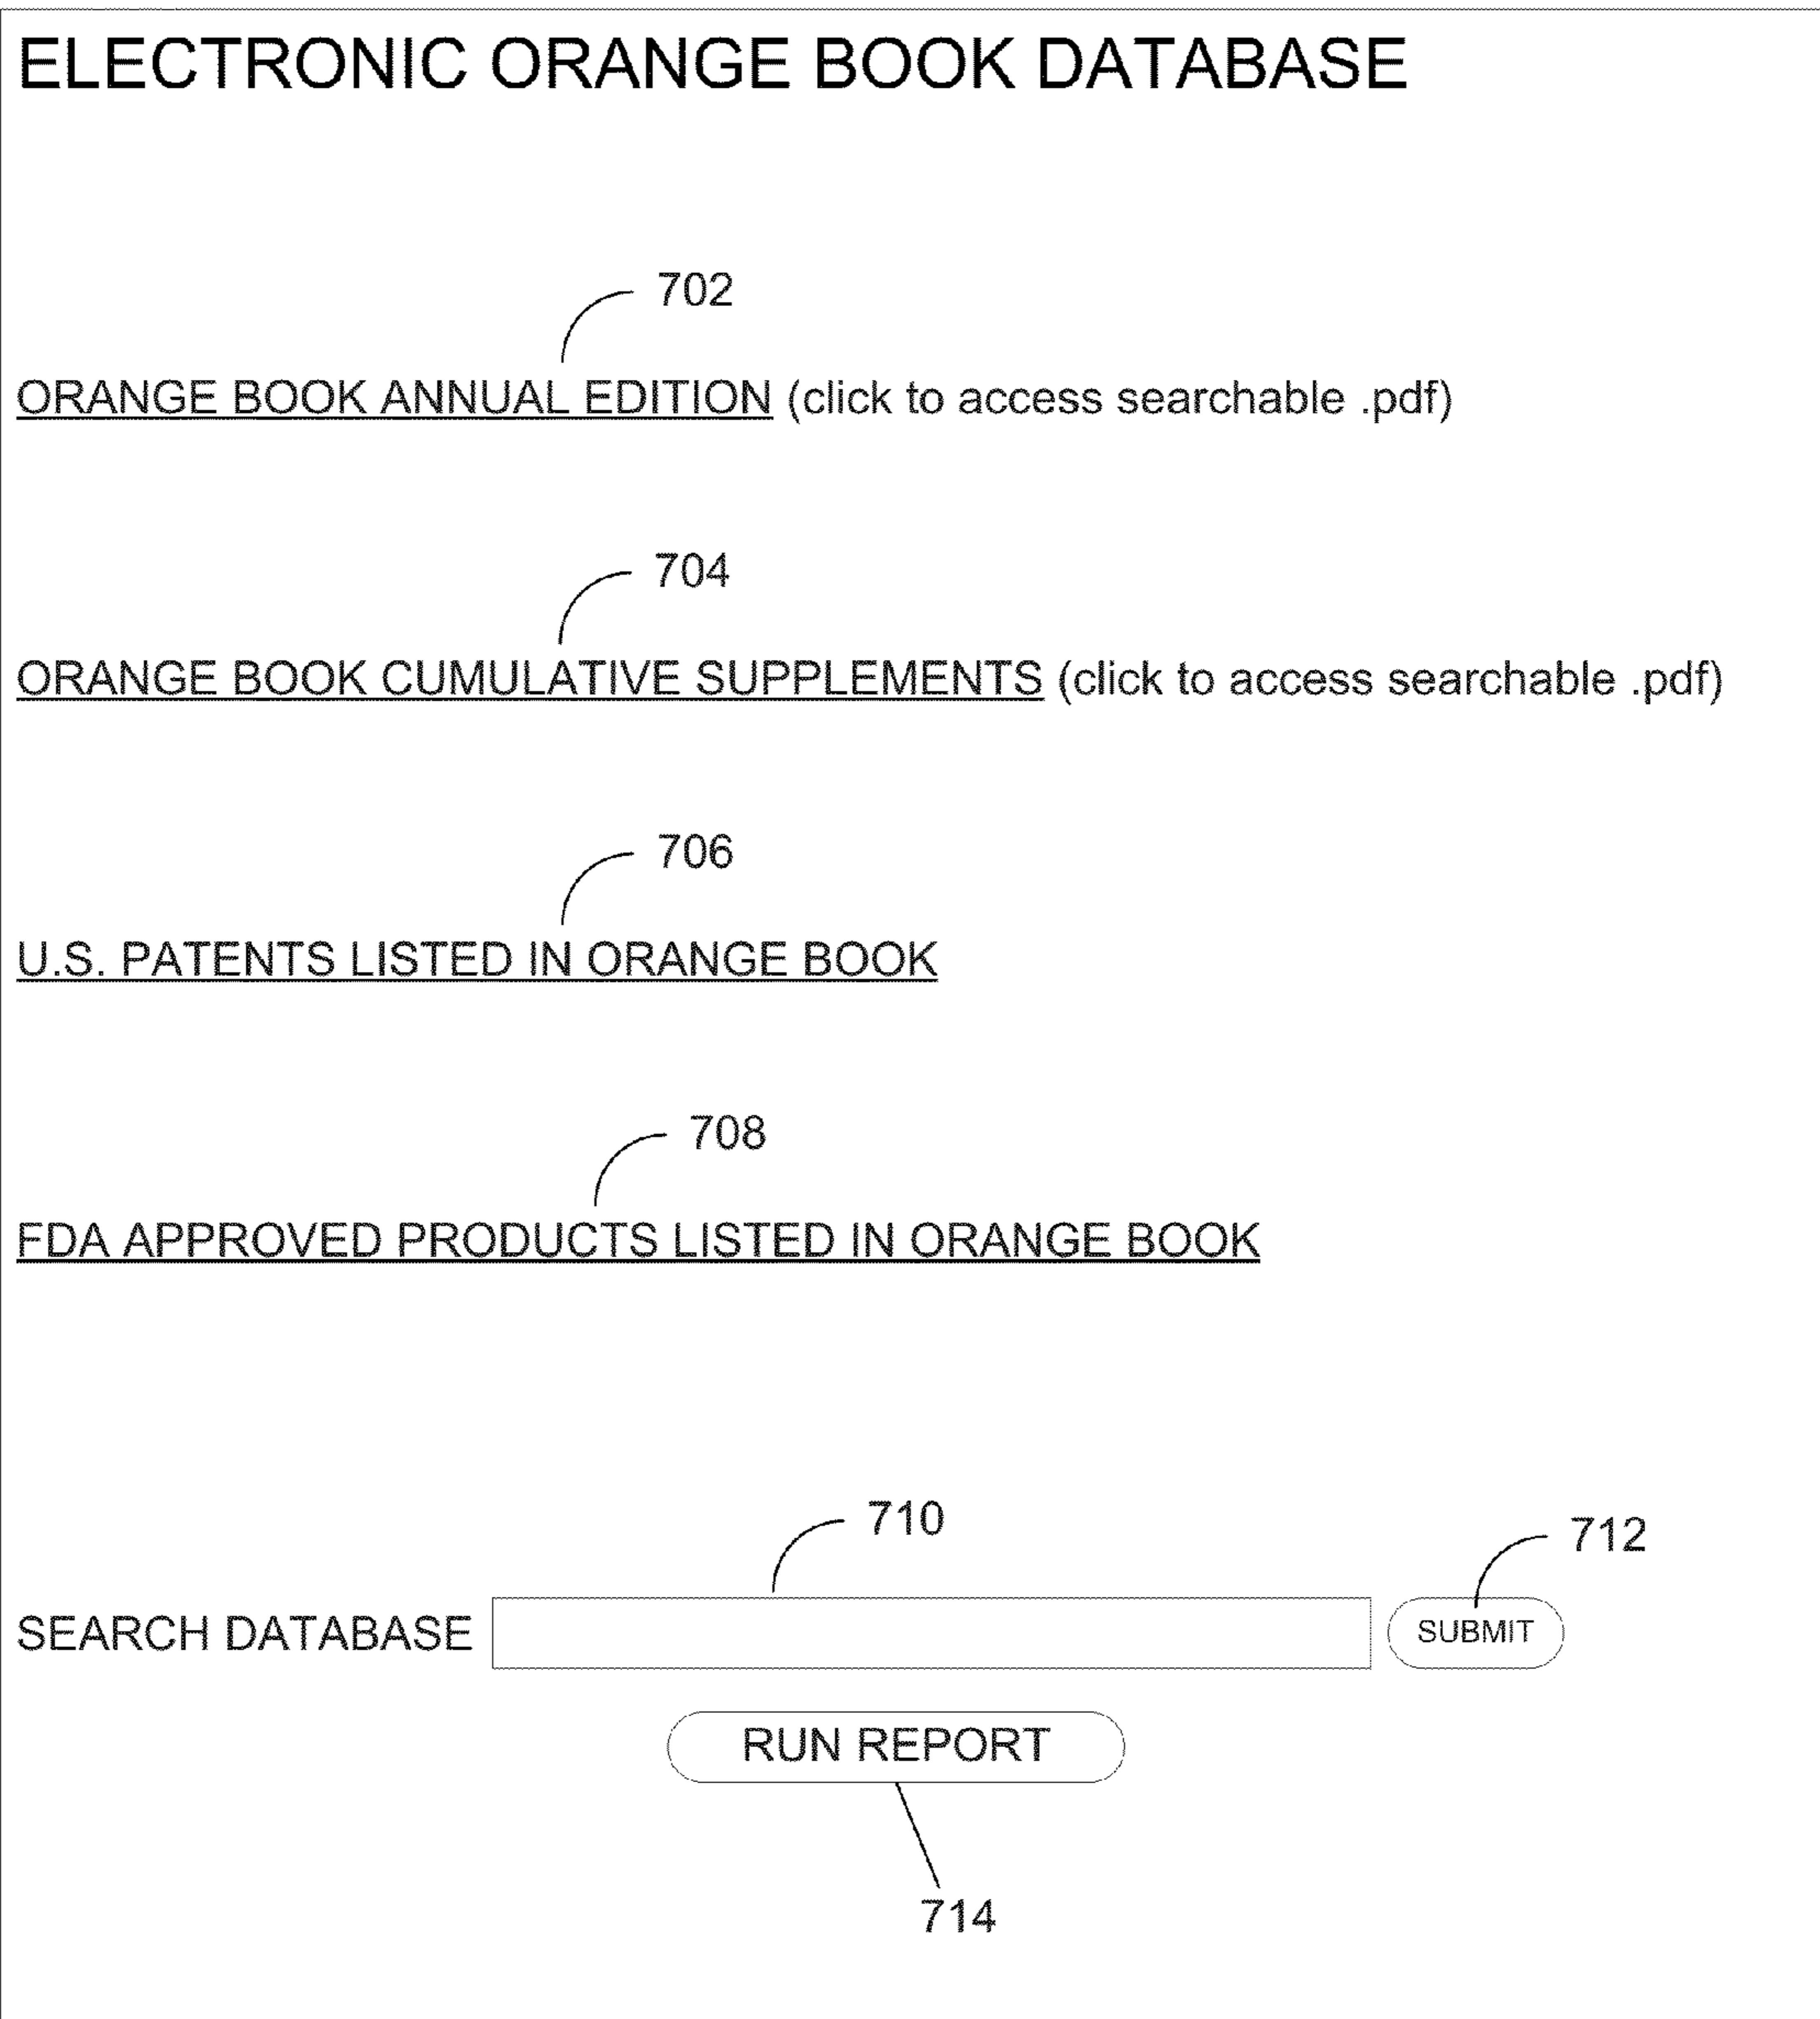 ELECTRONIC ORANGE BOOK DATABASE
702
ORANGE BOOK ANNUAL EDITION (click to access searchable .pdf)
704
ORANGE BOOK CUMULATIVE SUPPLEMENTS (click to access searchable .pdf)
706
U.S. PATENTS LISTED IN ORANGE BOOK
708
FDA APPROVED PRODUCTS LISTED IN ORANGE BOOK
710
712
SEARCH DATABASE SUBMIT
RUN REPORT
714